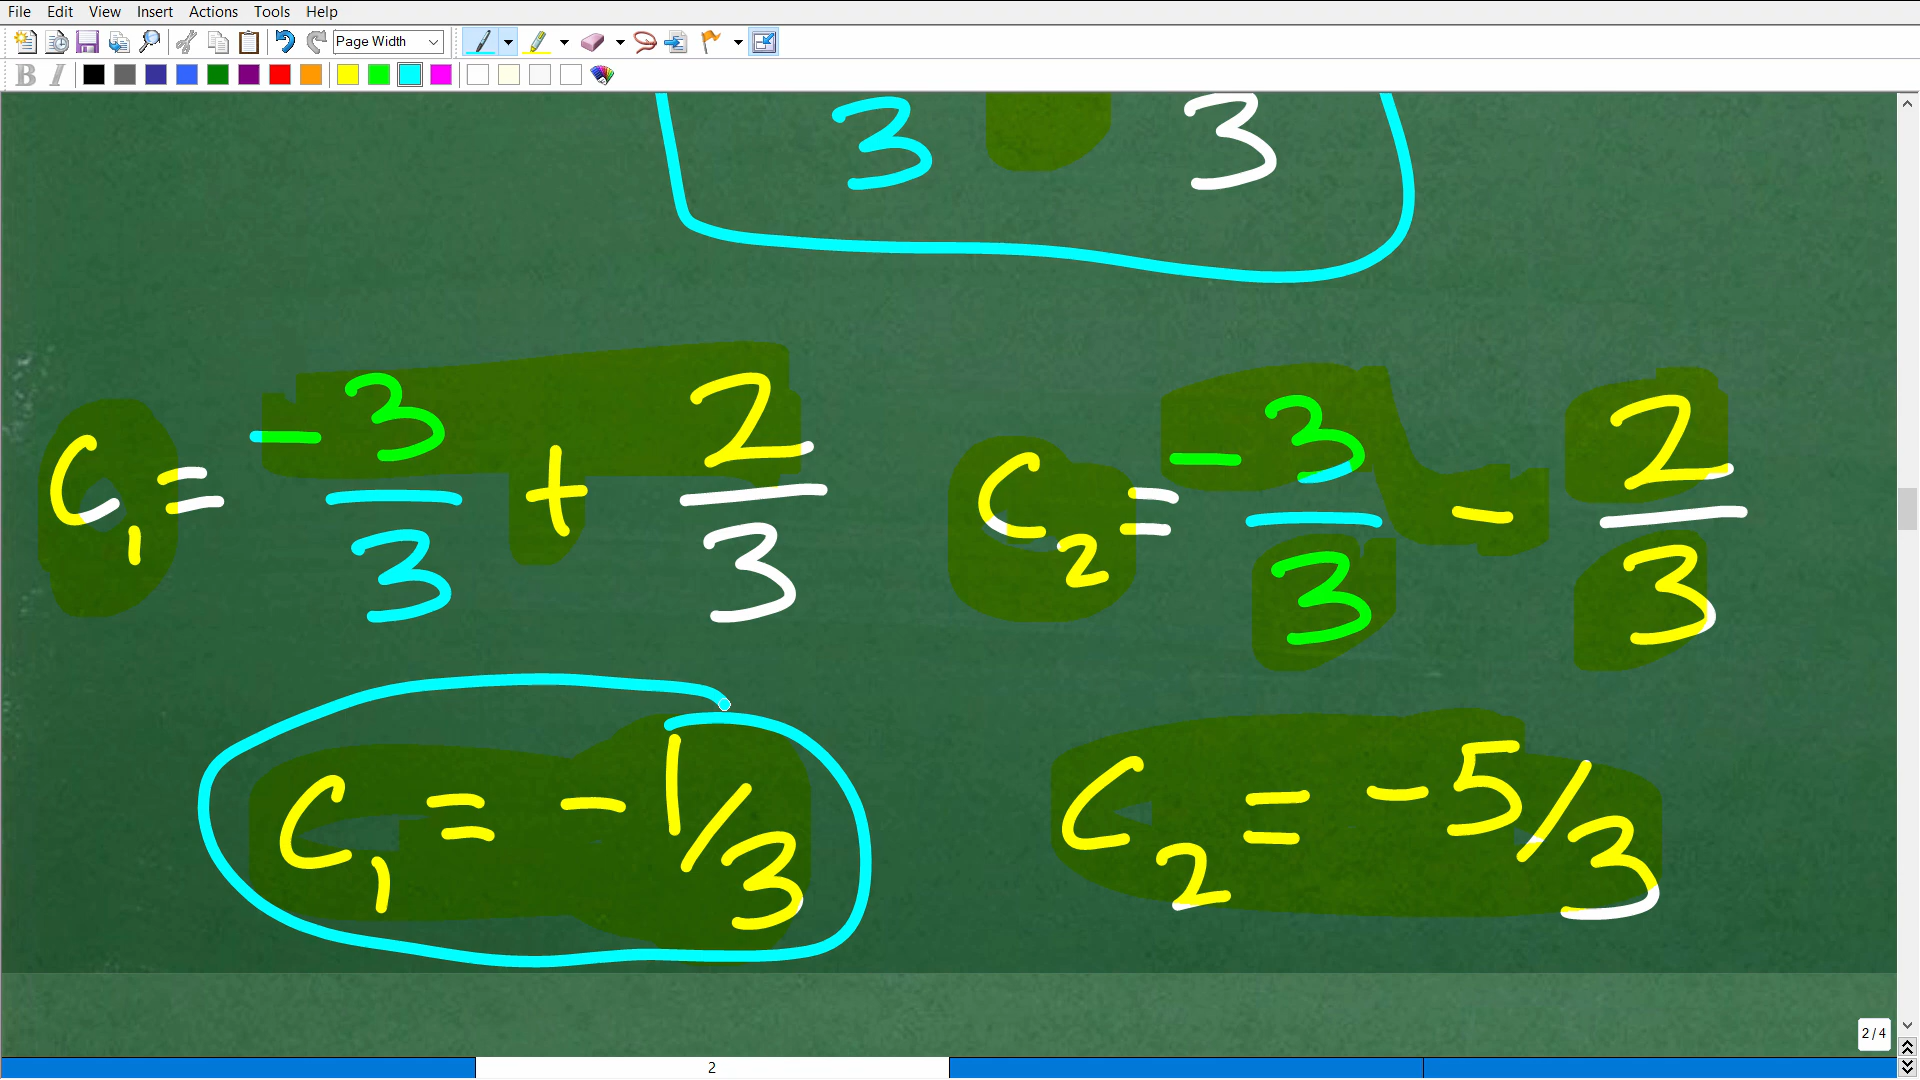 File Edit View Insert Actions Tools Help
Page Width
B I
3 3
C₁ = -3/3 + 2/3 C₂ = -3/3 - 2/3
C₁ = -1/3 C₂ = -5/3
2 / 4
2